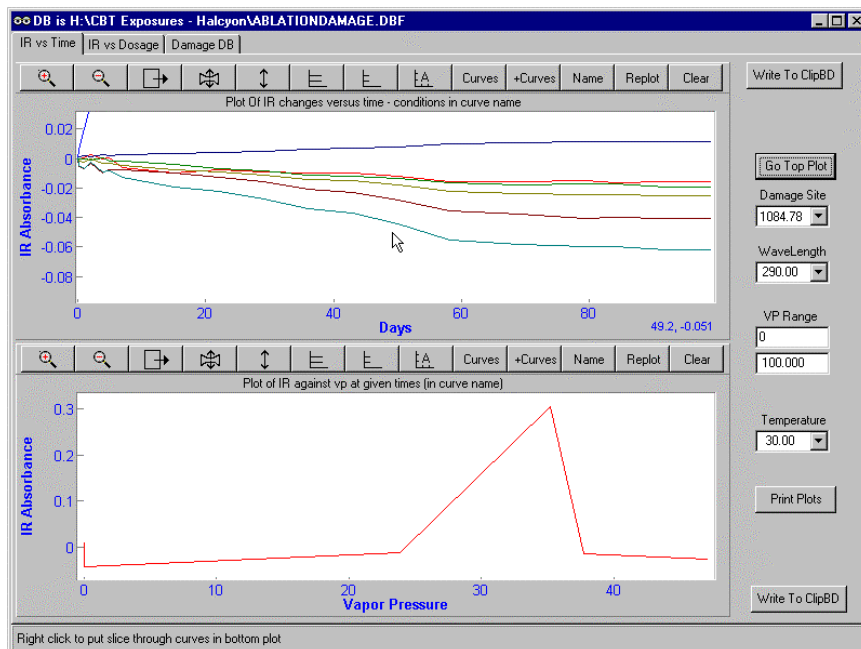 DB is H:\CBT Exposures - Halcyon\ABLATIONDAMAGE.DBF
IR vs Time
IR vs Dosage
Damage DB
A
Curves
+Curves
Name
Replot
Clear
Write To ClipBD
Plot Of IR changes versus time - conditions in curve name
IR Absorbance
0.02
0
-0.02
-0.04
-0.06
-0.08
0
20
40
60
80
Days
49.2, -0.051
Go Top Plot
Damage Site
1084.78
WaveLength
290.00
VP Range
0
100.000
Temperature
30.00
Print Plots
Write To ClipBD
A
Curves
+Curves
Name
Replot
Clear
Plot of IR against vp at given times (in curve name)
IR Absorbance
0.3
0.2
0.1
0
0
10
20
30
40
Vapor Pressure
Right click to put slice through curves in bottom plot